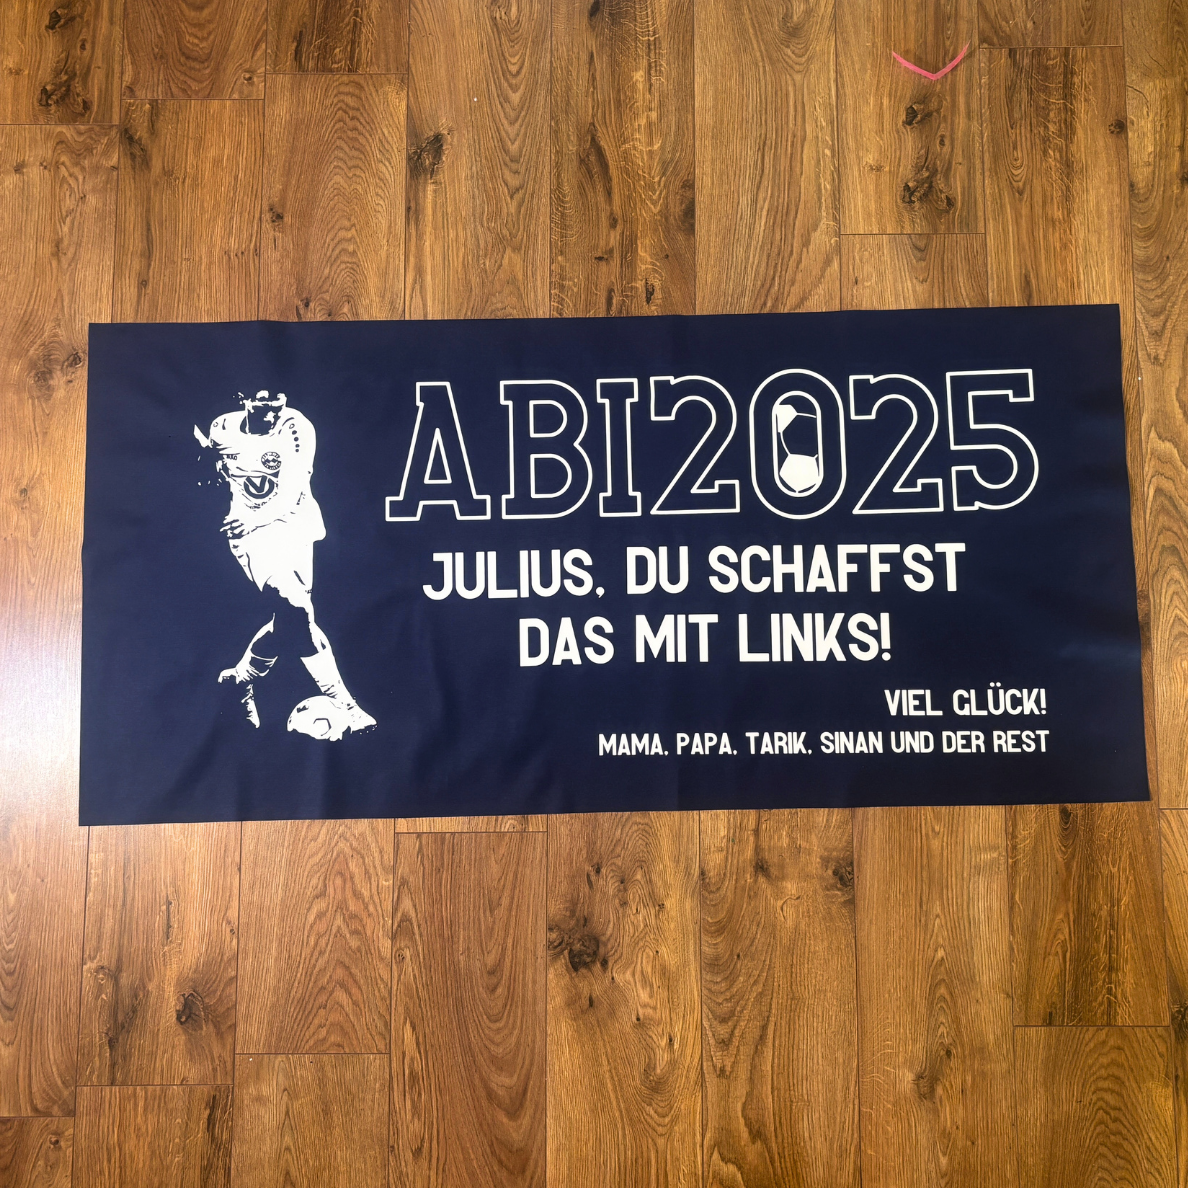 ABI2025
JULIUS, DU SCHAFFST
DAS MIT LINKS!
VIEL GLÜCK!
MAMA, PAPA, TARIK, SINAN UND DER REST